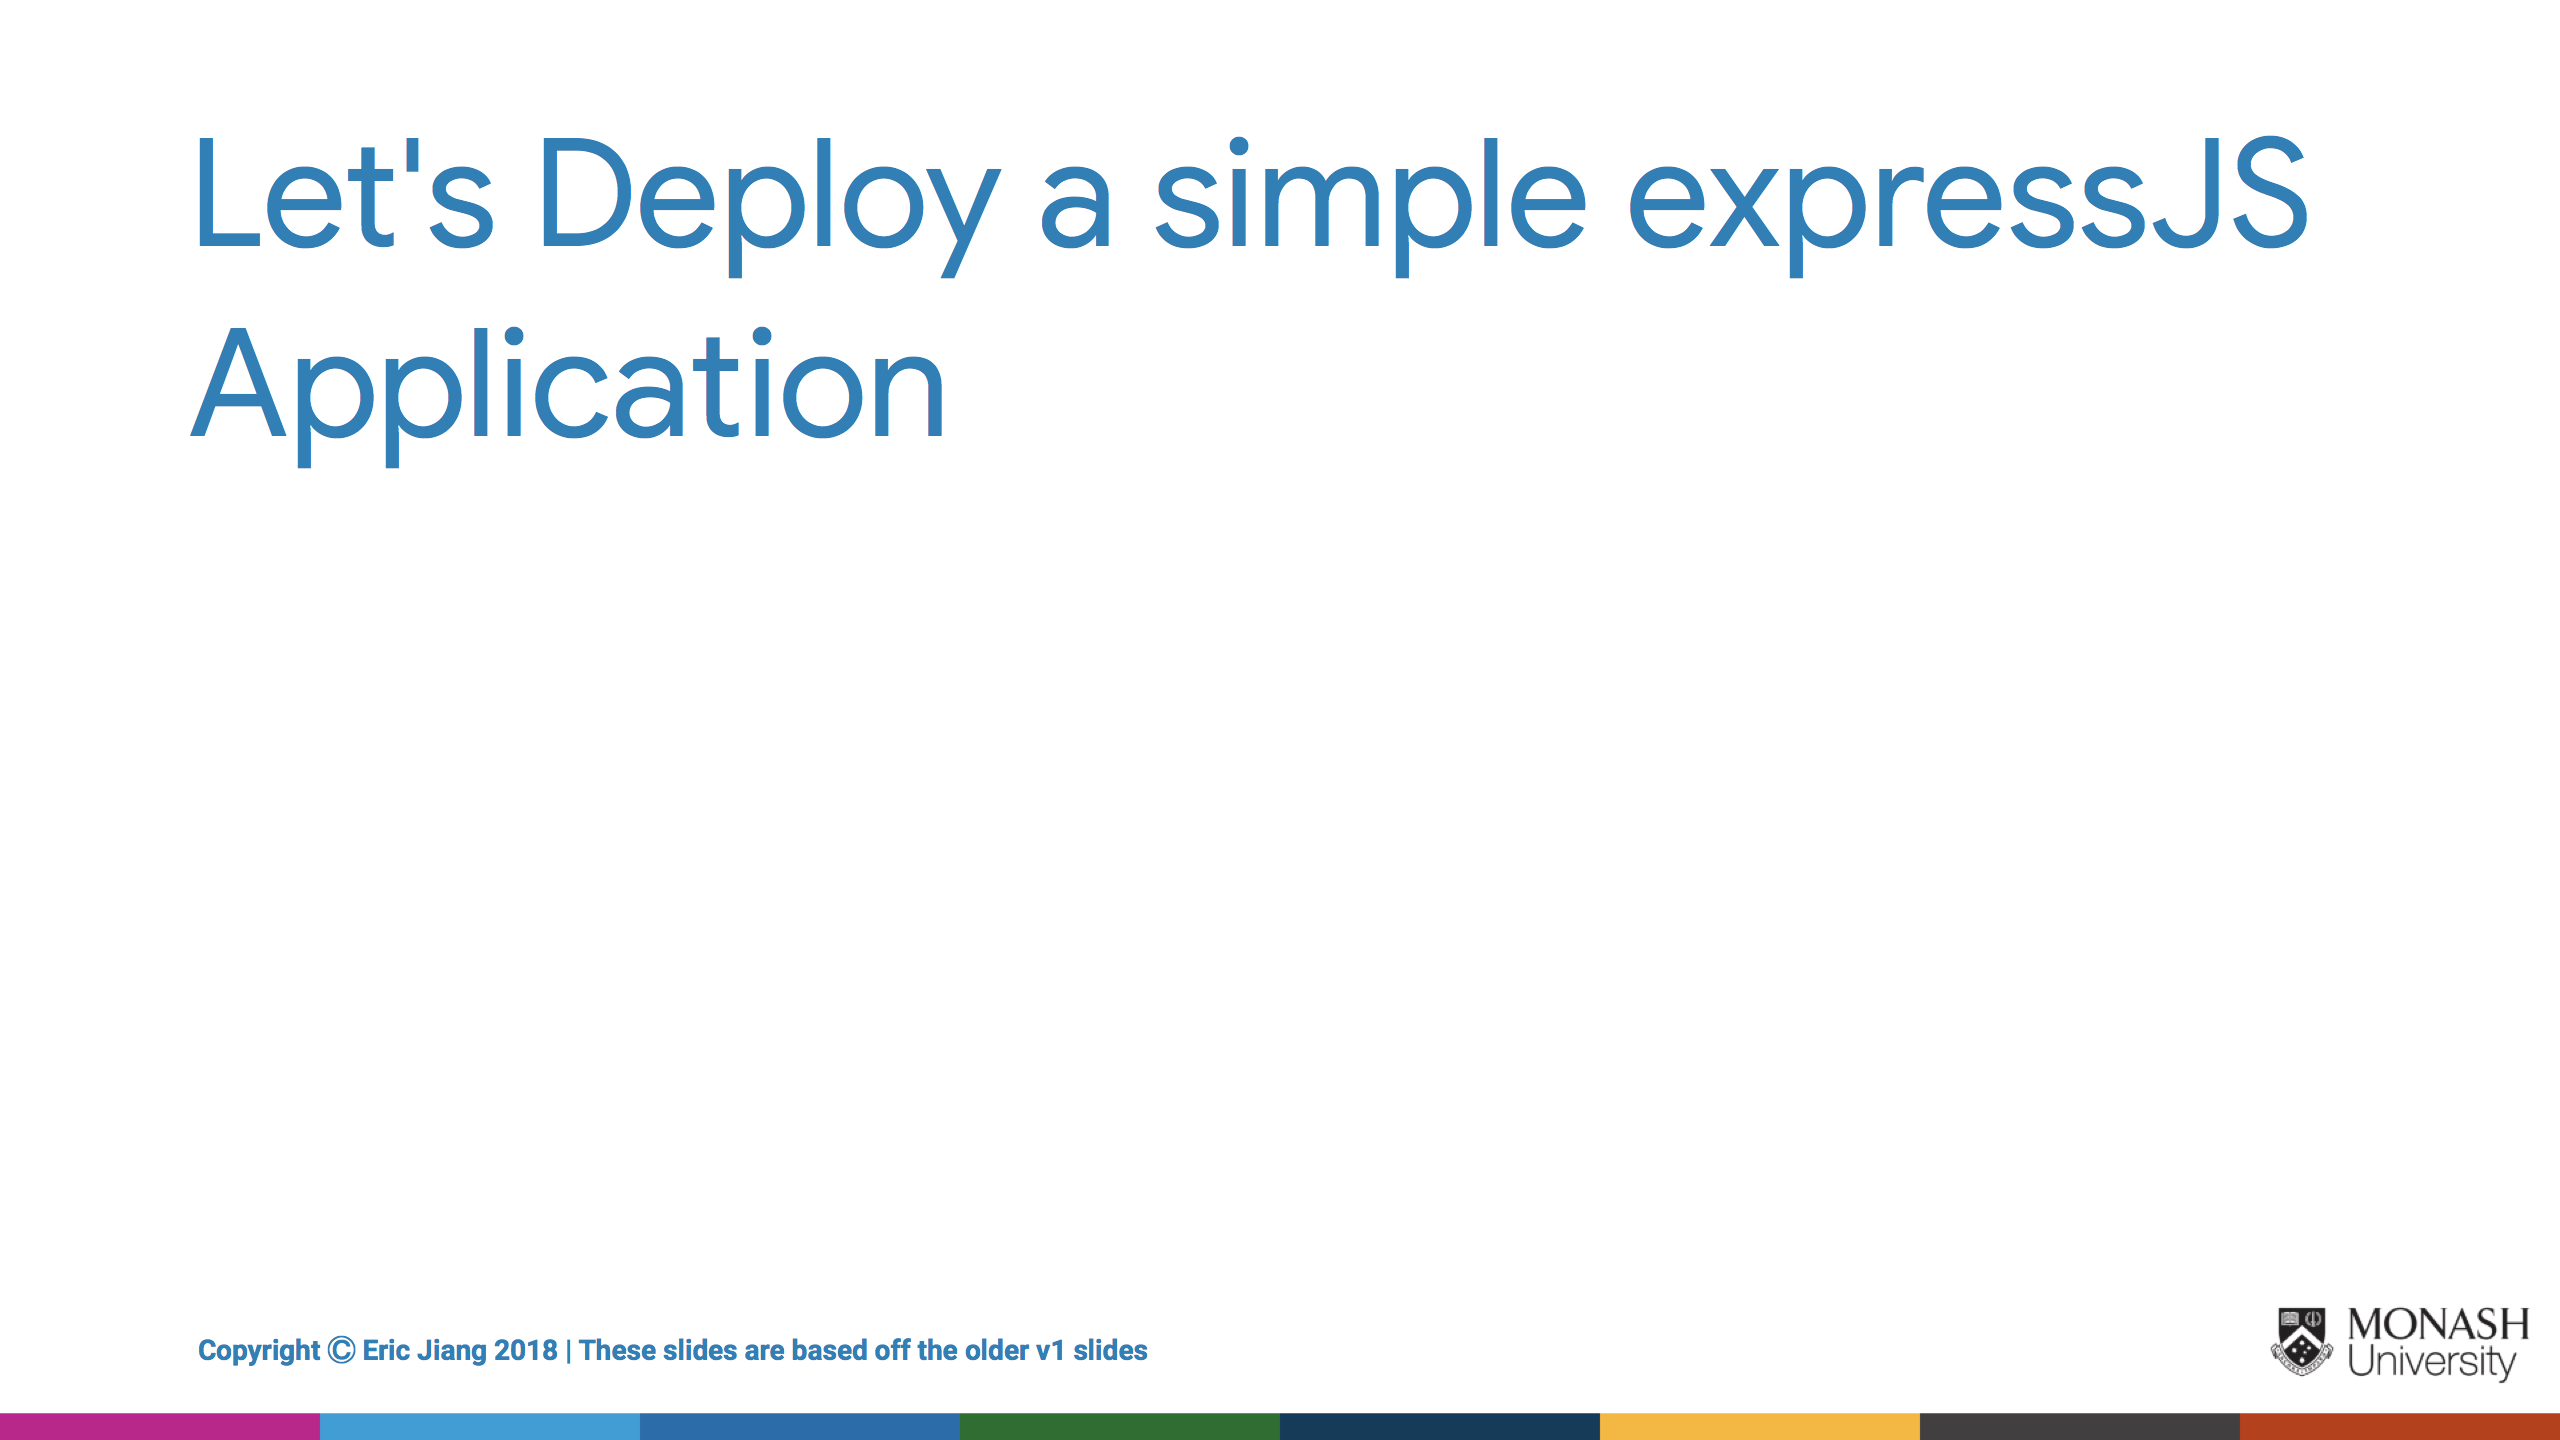 Let's Deploy a simple expressJS
Application
Copyright © Eric Jiang 2018 | These slides are based off the older v1 slides
MONASH
University